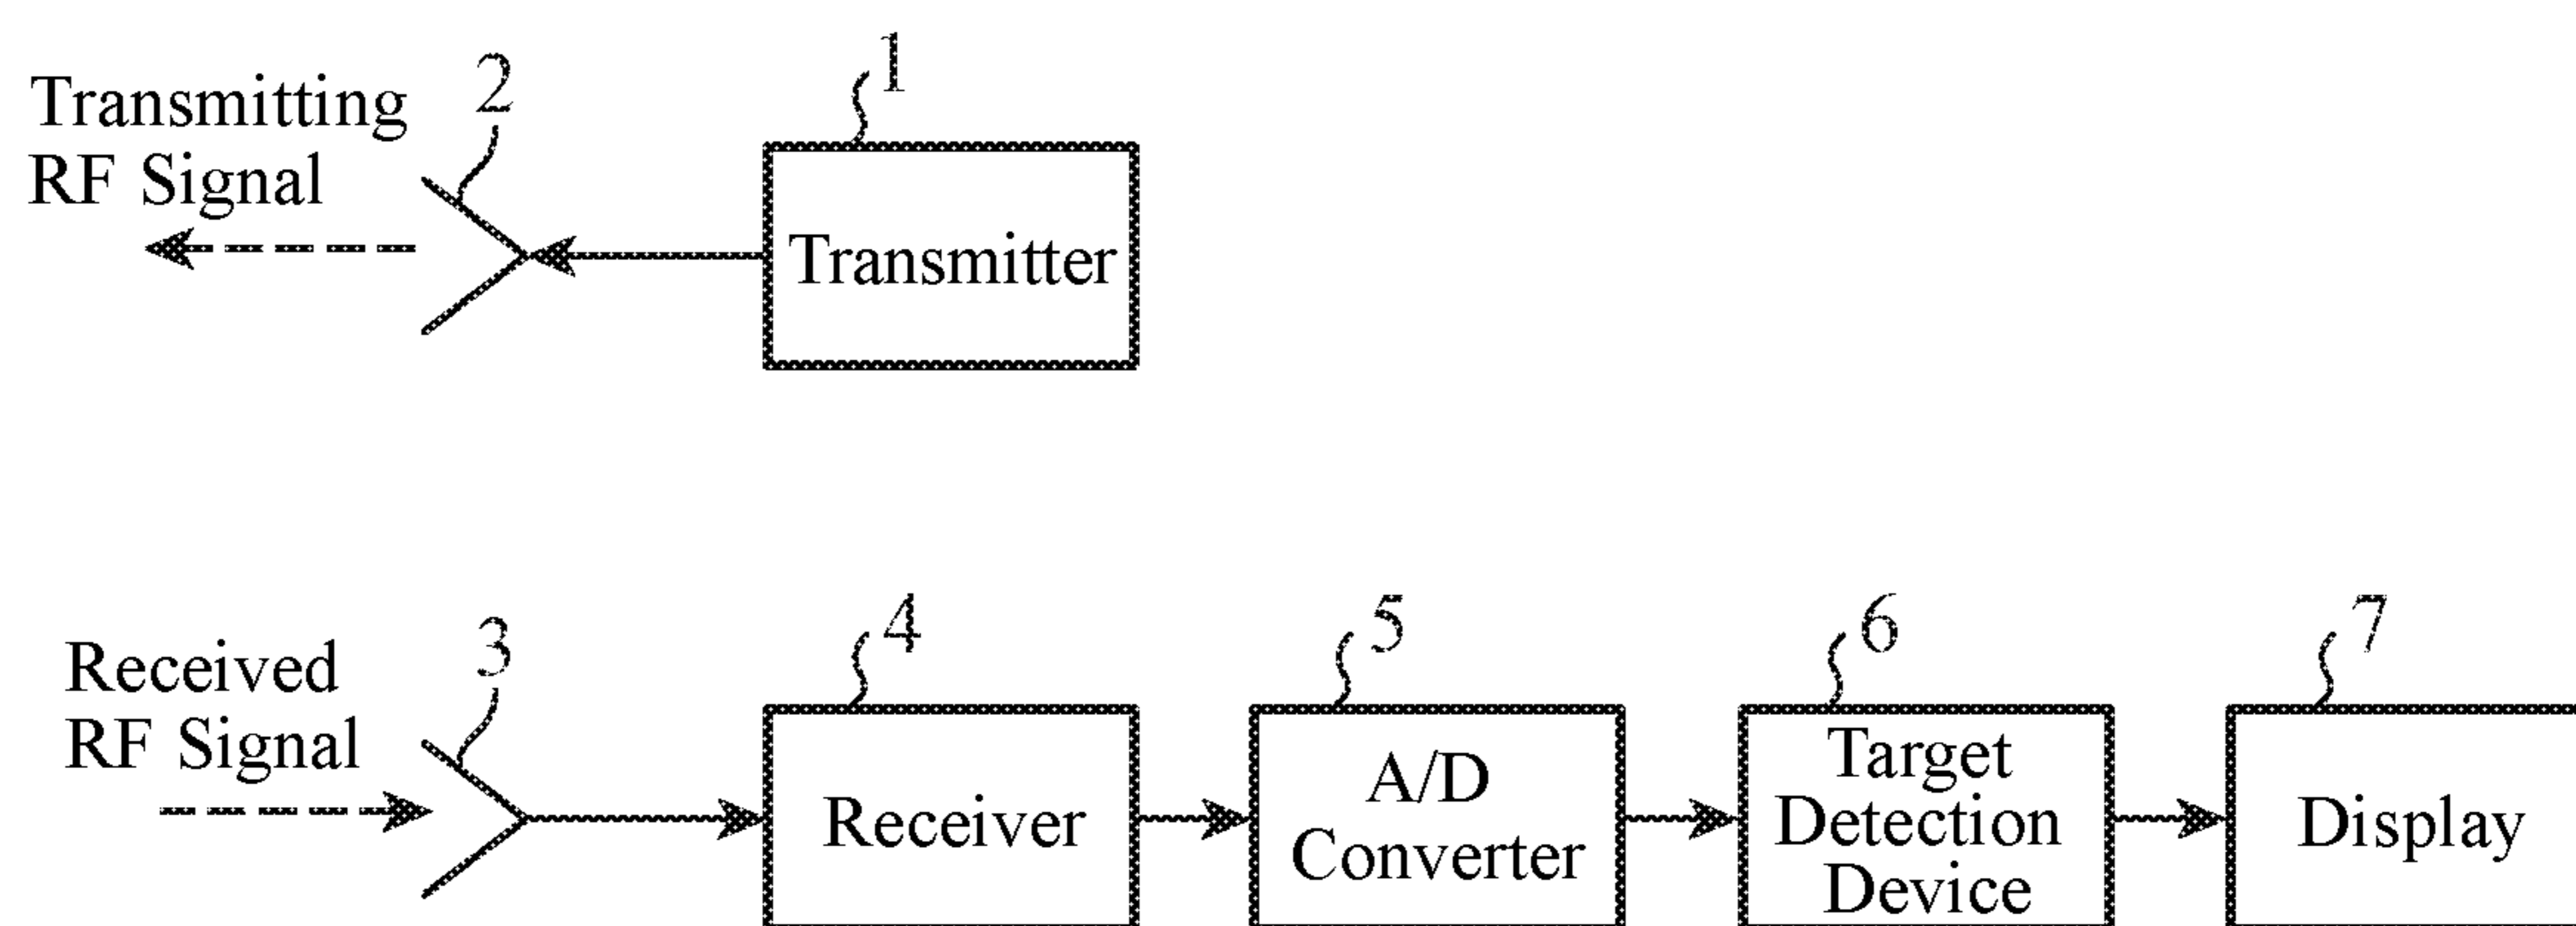 1
2
Transmitting
RF Signal
Transmitter
3
4
5
6
7
Received
RF Signal
Receiver
A/D
Converter
Target
Detection
Device
Display